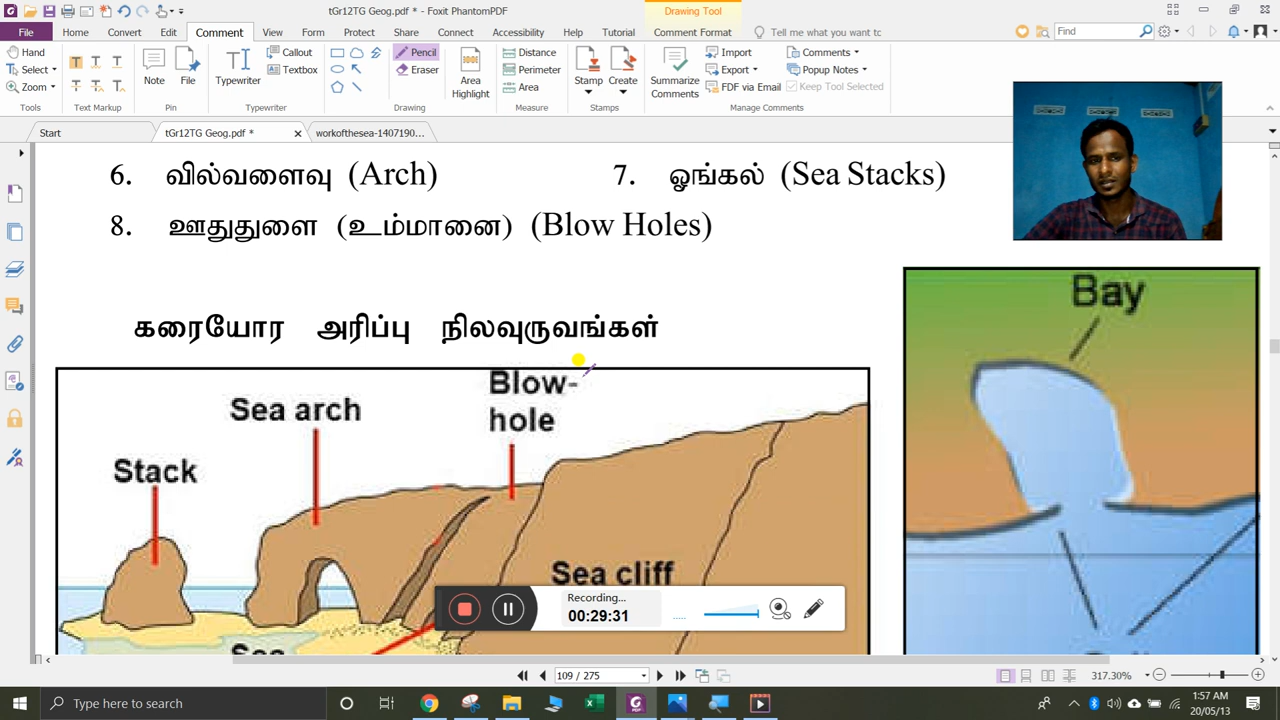 tGr12TG Geog.pdf * - Foxit PhantomPDF
Drawing Tool
File Home Convert Edit Comment View Form Protect Share Connect Accessibility Help Tutorial Comment Format Tell me what you want tc Find
Hand
Select
Zoom
Tools
Text Markup
Note
File
Pin
Typewriter
Callout
Textbox
Typewriter
Pencil
Eraser
Drawing
Area Highlight
Distance
Perimeter
Area
Measure
Stamp
Create
Stamps
Summarize Comments
Import
Export
FDF via Email
Comments
Popup Notes
Keep Tool Selected
Manage Comments
Start
tGr12TG Geog.pdf *
workofthesea-1407190...
6. வில்வளைவு (Arch) 7. ஓங்கல் (Sea Stacks)
8. ஊதுதுளை (உம்மானை) (Blow Holes)
கரையோர அரிப்பு நிலவுருவங்கள்
Bay
Blow-
hole
Sea arch
Stack
Sea cliff
Recording...
00:29:31
109 / 275
317.30%
Type here to search
1:57 AM
20/05/13